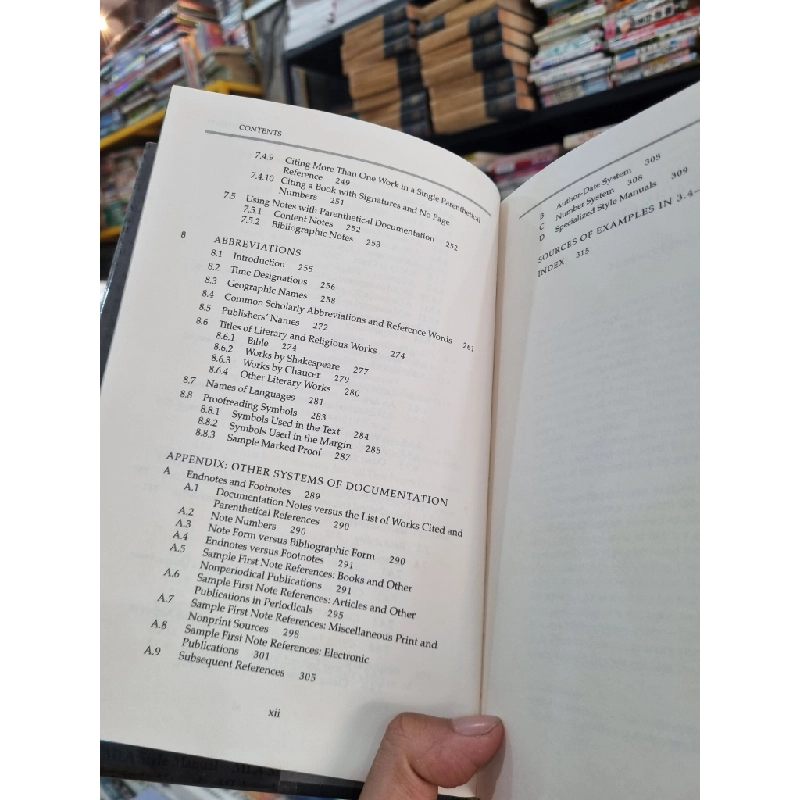 CONTENTS
7.4.9 Citing More Than One Work in a Single Parenthetical
Reference 249
7.4.10 Citing a Book with Signatures and No Page
Numbers 251
7.5 Using Notes with Parenthetical Documentation 252
7.5.1 Content Notes 252
7.5.2 Bibliographic Notes 253
8 ABBREVIATIONS
8.1 Introduction 255
8.2 Time Designations 256
8.3 Geographic Names 258
8.4 Common Scholarly Abbreviations and Reference Words
8.5 Publishers' Names 272
8.6 Titles of Literary and Religious Works 274
8.6.1 Bible 274
8.6.2 Works by Shakespeare 277
8.6.3 Works by Chaucer 279
8.6.4 Other Literary Works 280
8.7 Names of Languages 281
8.8 Proofreading Symbols 283
8.8.1 Symbols Used in the Text 284
8.8.2 Symbols Used in the Margin 285
8.8.3 Sample Marked Proof 287
APPENDIX: OTHER SYSTEMS OF DOCUMENTATION
A Endnotes and Footnotes 289
A.1 Documentation Notes versus the List of Works Cited and
Parenthetical References 290
A.2 Note Numbers 290
A.3 Note Form versus Bibliographic Form 290
A.4 Endnotes versus Footnotes 291
A.5 Sample First Note References: Books and Other
Nonperiodical Publications 291
A.6 Sample First Note References: Articles and Other
Publications in Periodicals 295
A.7 Sample First Note References: Miscellaneous Print and
Nonprint Sources 298
A.8 Sample First Note References: Electronic
Publications 301
A.9 Subsequent References 305
xii
B Author-Date System 305
C Number System 308
D Specialized Style Manuals 309
SOURCES OF EXAMPLES IN 3.4–
INDEX 315